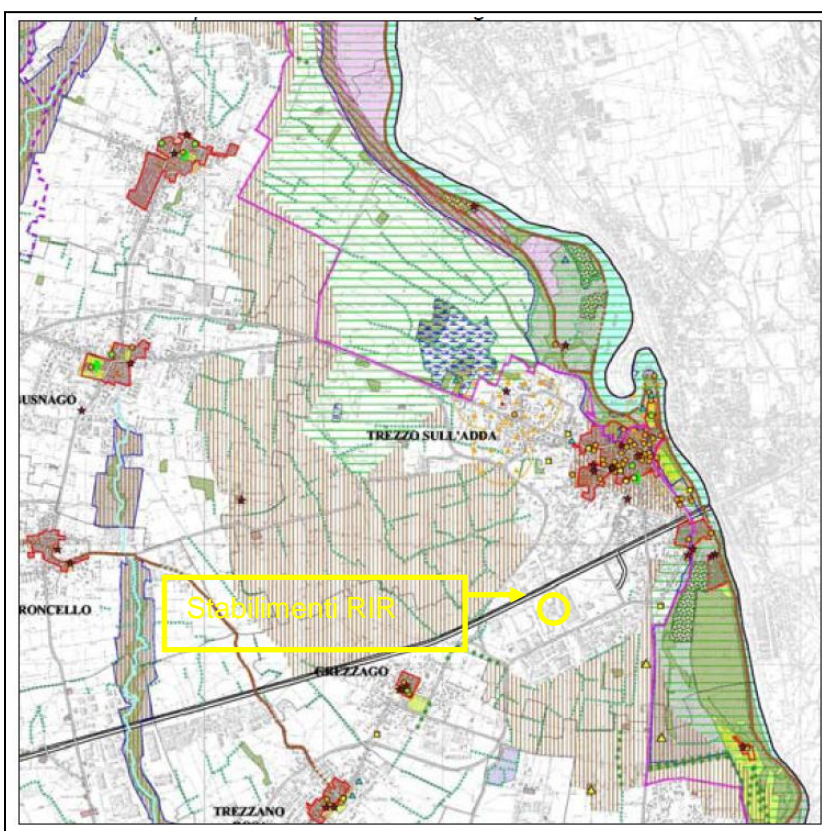 USNAGO
TREZZO SULL'ADDA
RONCELLO
Stabilimenti RIR
GREZZAGO
TREZZANO